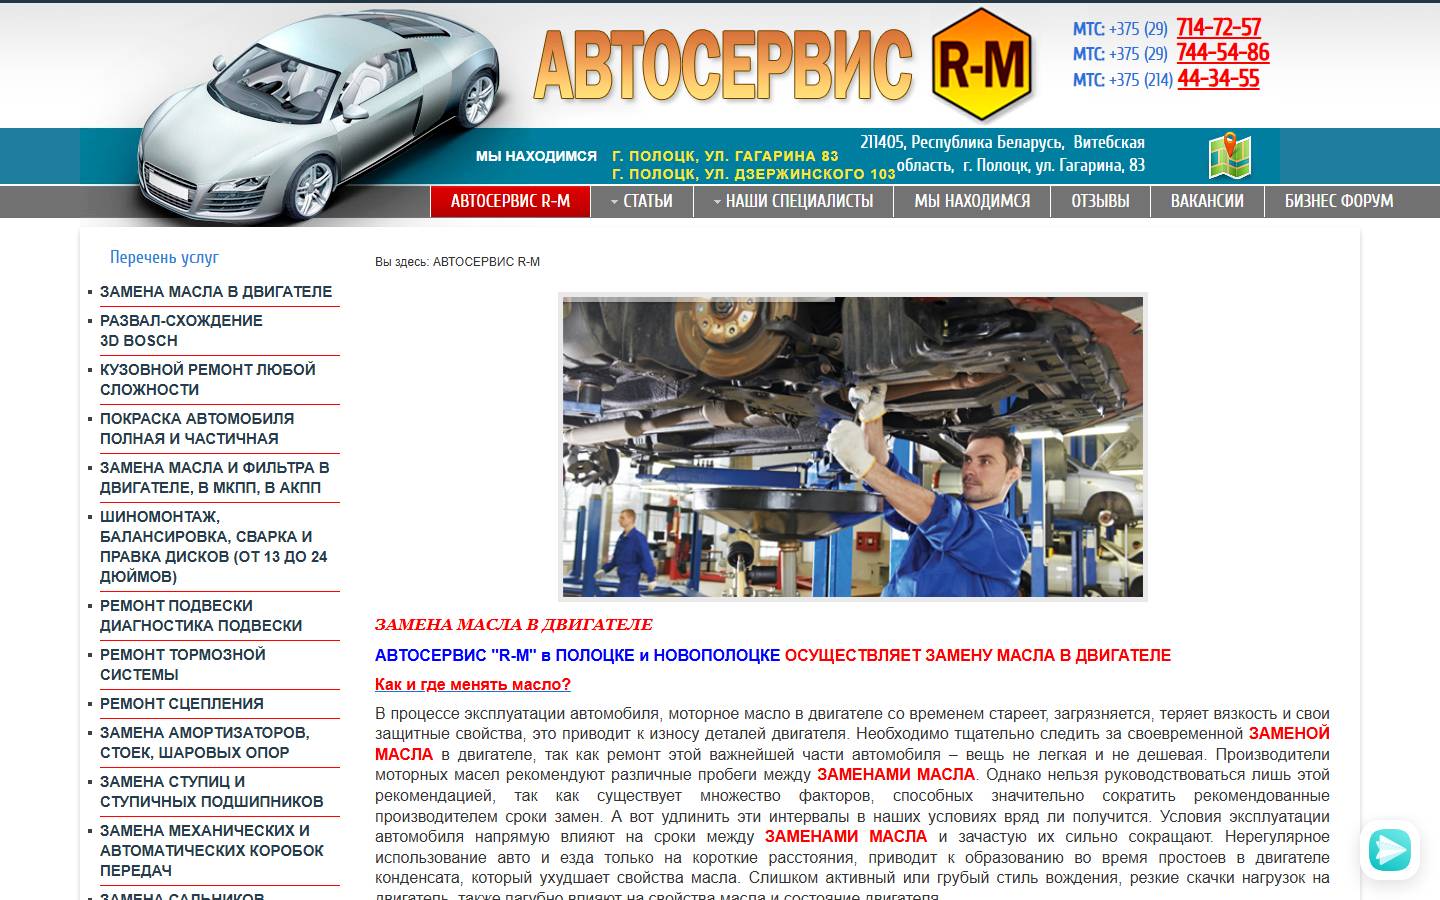 АВТОСЕРВИС R-M
МТС: +375 (29) 714-72-57
МТС: +375 (29) 744-54-86
МТС: +375 (214) 44-34-55
МЫ НАХОДИМСЯ Г. ПОЛОЦК, УЛ. ГАГАРИНА 83
Г. ПОЛОЦК, УЛ. ДЗЕРЖИНСКОГО 103
211405, Республика Беларусь, Витебская
область, г. Полоцк, ул. Гагарина, 83
АВТОСЕРВИС R-M СТАТЬИ НАШИ СПЕЦИАЛИСТЫ МЫ НАХОДИМСЯ ОТЗЫВЫ ВАКАНСИИ БИЗНЕС ФОРУМ
Перечень услуг
ЗАМЕНА МАСЛА В ДВИГАТЕЛЕ
РАЗВАЛ-СХОЖДЕНИЕ
3D BOSCH
КУЗОВНОЙ РЕМОНТ ЛЮБОЙ
СЛОЖНОСТИ
ПОКРАСКА АВТОМОБИЛЯ
ПОЛНАЯ И ЧАСТИЧНАЯ
ЗАМЕНА МАСЛА И ФИЛЬТРА В
ДВИГАТЕЛЕ, В МКПП, В АКПП
ШИНОМОНТАЖ,
БАЛАНСИРОВКА, СВАРКА И
ПРАВКА ДИСКОВ (ОТ 13 ДО 24
ДЮЙМОВ)
РЕМОНТ ПОДВЕСКИ
ДИАГНОСТИКА ПОДВЕСКИ
РЕМОНТ ТОРМОЗНОЙ
СИСТЕМЫ
РЕМОНТ СЦЕПЛЕНИЯ
ЗАМЕНА АМОРТИЗАТОРОВ,
СТОЕК, ШАРОВЫХ ОПОР
ЗАМЕНА СТУПИЦ И
СТУПИЧНЫХ ПОДШИПНИКОВ
ЗАМЕНА МЕХАНИЧЕСКИХ И
АВТОМАТИЧЕСКИХ КОРОБОК
ПЕРЕДАЧ
ЗАМЕНА САЛЬНИКОВ
Вы здесь: АВТОСЕРВИС R-M
ЗАМЕНА МАСЛА В ДВИГАТЕЛЕ
АВТОСЕРВИС "R-M" в ПОЛОЦКЕ и НОВОПОЛОЦКЕ ОСУЩЕСТВЛЯЕТ ЗАМЕНУ МАСЛА В ДВИГАТЕЛЕ
Как и где менять масло?
В процессе эксплуатации автомобиля, моторное масло в двигателе со временем стареет, загрязняется, теряет вязкость и свои
защитные свойства, это приводит к износу деталей двигателя. Необходимо тщательно следить за своевременной ЗАМЕНОЙ
МАСЛА в двигателе, так как ремонт этой важнейшей части автомобиля – вещь не легкая и не дешевая. Производители
моторных масел рекомендуют различные пробеги между ЗАМЕНАМИ МАСЛА. Однако нельзя руководствоваться лишь этой
рекомендацией, так как существует множество факторов, способных значительно сократить рекомендованные
производителем сроки замен. А вот удлинить эти интервалы в наших условиях вряд ли получится. Условия эксплуатации
автомобиля напрямую влияют на сроки между ЗАМЕНАМИ МАСЛА и зачастую их сильно сокращают. Нерегулярное
использование авто и езда только на короткие расстояния, приводит к образованию во время простоев в двигателе
конденсата, который ухудшает свойства масла. Слишком активный или грубый стиль вождения, резкие скачки нагрузок на
двигатель, также пагубно влияют на свойства масла и состояние двигателя.